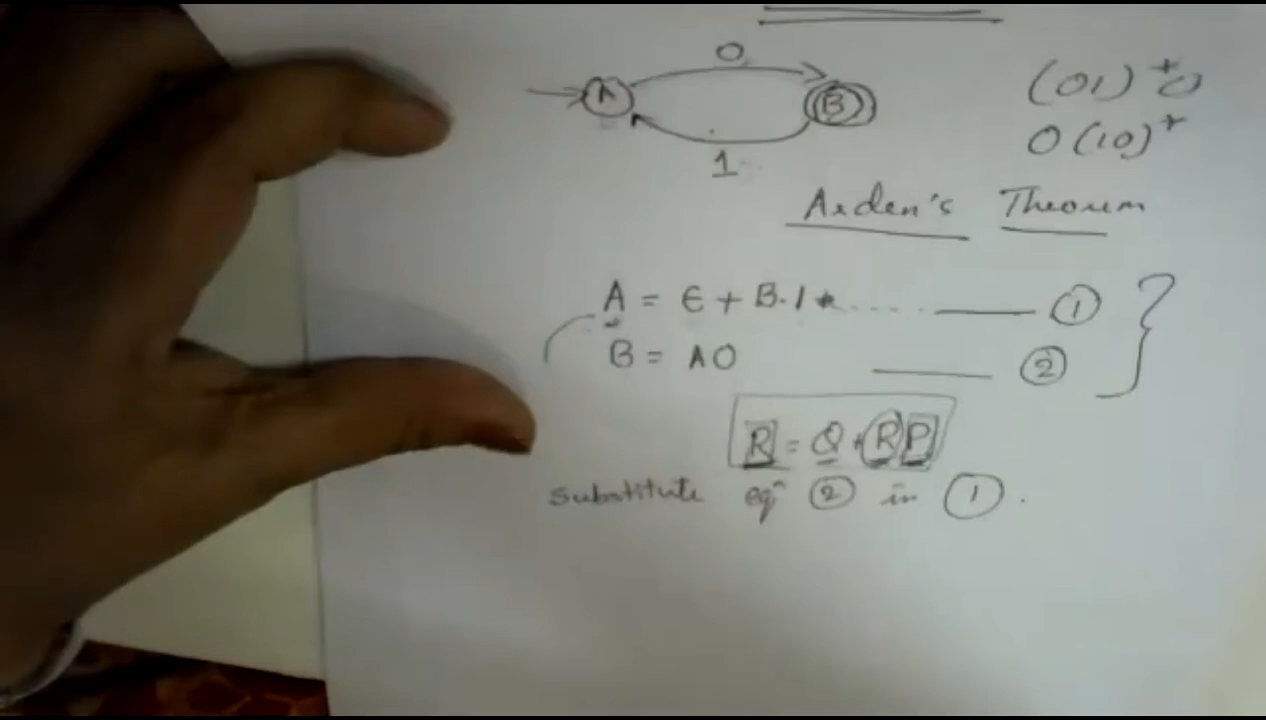 0
A B
1
(01)*0
0(10)*
Arden's Theorem
A = ε + B.1 ..... —— ①
B = A0 —— ②
R = Q + RP
substitute eqⁿ ② in ①.